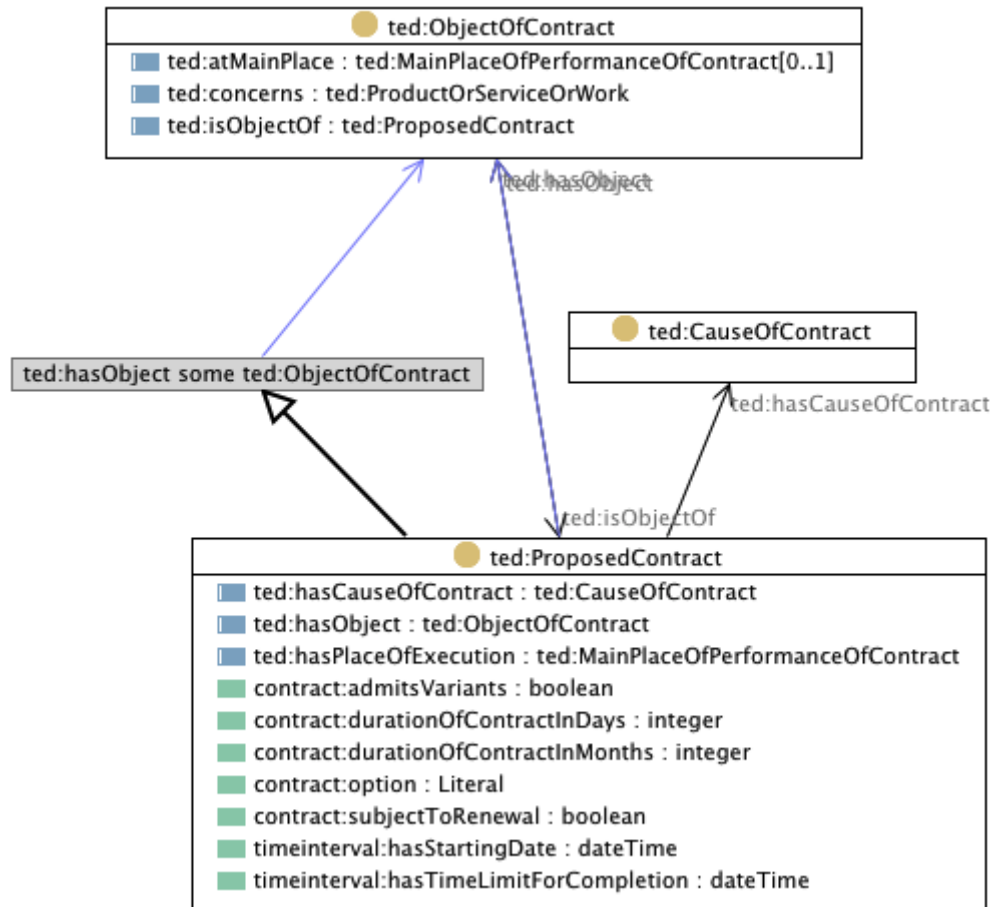 ted:ObjectOfContract
ted:atMainPlace : ted:MainPlaceOfPerformanceOfContract[0..1]
ted:concerns : ted:ProductOrServiceOrWork
ted:isObjectOf : ted:ProposedContract
ted:hasObject
ted:hasObject
ted:CauseOfContract
ted:hasObject some ted:ObjectOfContract
ted:hasCauseOfContract
ted:isObjectOf
ted:ProposedContract
ted:hasCauseOfContract : ted:CauseOfContract
ted:hasObject : ted:ObjectOfContract
ted:hasPlaceOfExecution : ted:MainPlaceOfPerformanceOfContract
contract:admitsVariants : boolean
contract:durationOfContractInDays : integer
contract:durationOfContractInMonths : integer
contract:option : Literal
contract:subjectToRenewal : boolean
timeinterval:hasStartingDate : dateTime
timeinterval:hasTimeLimitForCompletion : dateTime